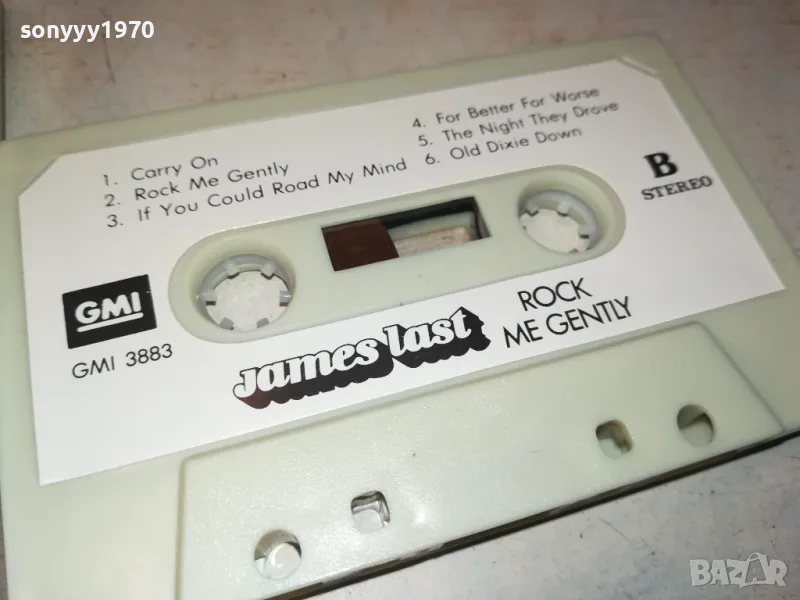 sonyyy1970
1. Carry On
2. Rock Me Gently
3. If You Could Road My Mind
4. For Better For Worse
5. The Night They Drove
6. Old Dixie Down
B
STEREO
GMI
GMI 3883
James Last
ROCK
ME GENTLY
BAZAR